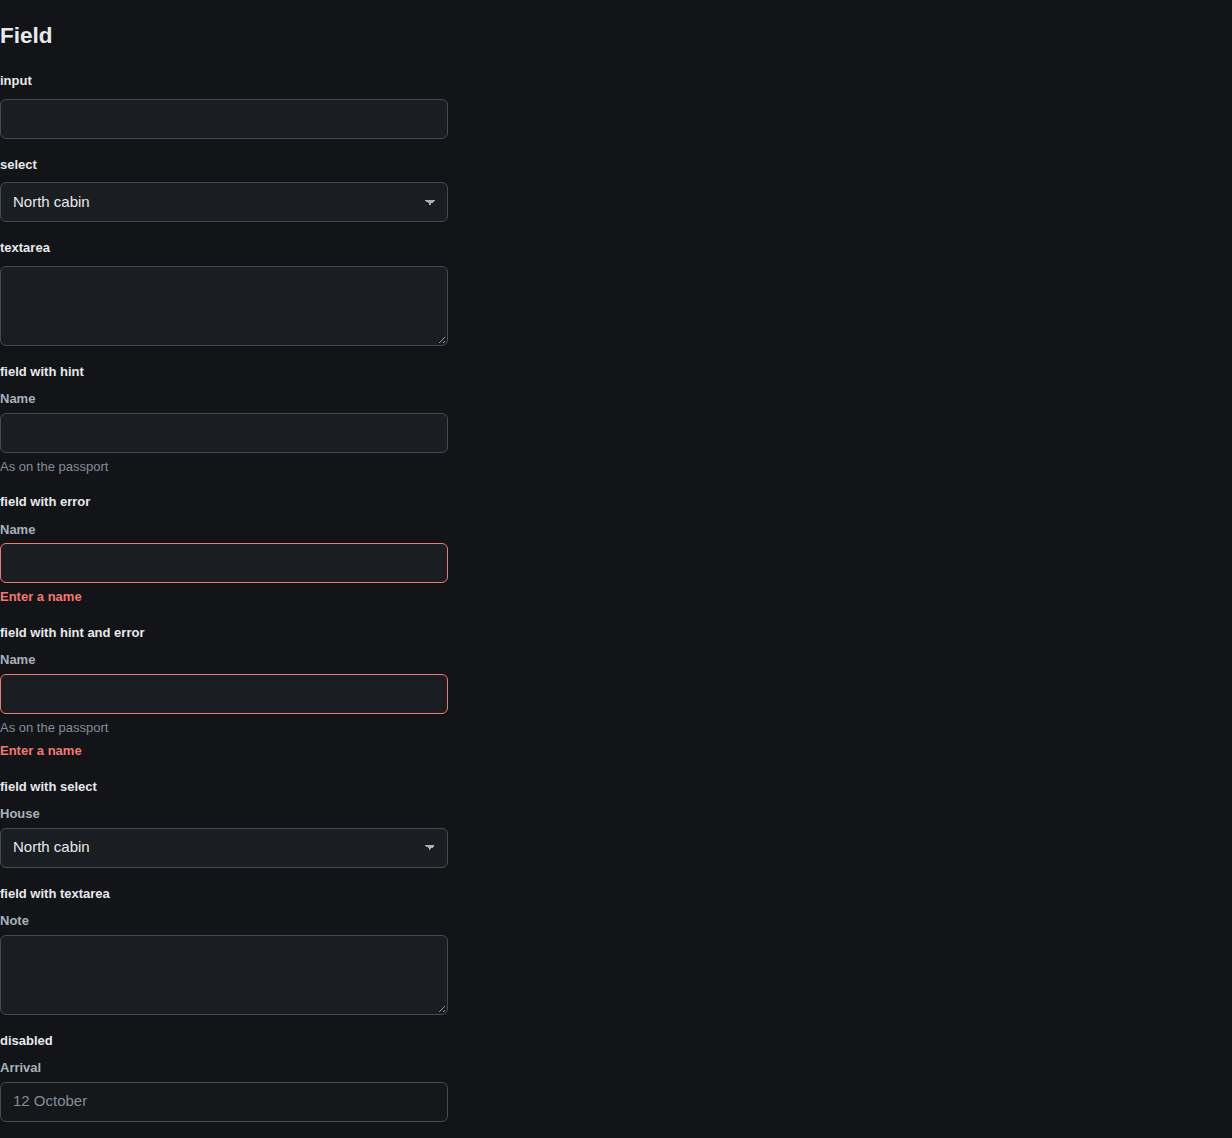 Field
input
select
North cabin
textarea
field with hint
Name
As on the passport
field with error
Name
Enter a name
field with hint and error
Name
As on the passport
Enter a name
field with select
House
North cabin
field with textarea
Note
disabled
Arrival
12 October